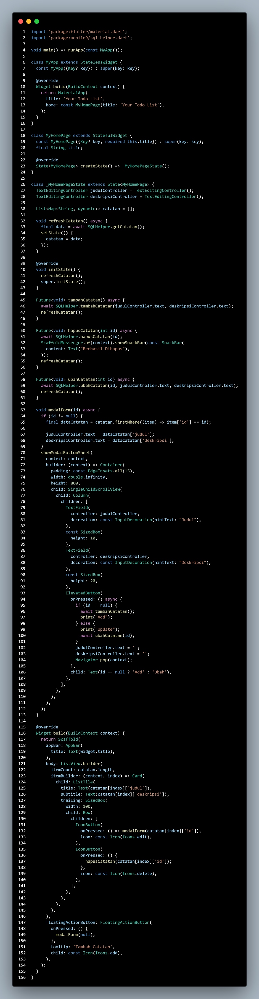 1 import 'package:flutter/material.dart';
2 import 'package:mobile9/sql_helper.dart';
3
4 void main() => runApp(const MyApp());
5
6 class MyApp extends StatelessWidget {
7   const MyApp({Key? key}) : super(key: key);
8
9   @override
10   Widget build(BuildContext context) {
11     return MaterialApp(
12       title: 'Your Todo List',
13       home: const MyHomePage(title: 'Your Todo List'),
14     );
15   }
16 }
17
18 class MyHomePage extends StatefulWidget {
19   const MyHomePage({Key? key, required this.title}) : super(key: key);
20   final String title;
21
22   @override
23   State<MyHomePage> createState() => _MyHomePageState();
24 }
25
26 class _MyHomePageState extends State<MyHomePage> {
27   TextEditingController judulController = TextEditingController();
28   TextEditingController deskripsiController = TextEditingController();
29
30   List<Map<String, dynamic>> catatan = [];
31
32   void refreshCatatan() async {
33     final data = await SQLHelper.getCatatan();
34     setState(() {
35       catatan = data;
36     });
37   }
38
39   @override
40   void initState() {
41     refreshCatatan();
42     super.initState();
43   }
44
45   Future<void> tambahCatatan() async {
46     await SQLHelper.tambahCatatan(judulController.text, deskripsiController.text);
47     refreshCatatan();
48   }
49
50   Future<void> hapusCatatan(int id) async {
51     await SQLHelper.hapusCatatan(id);
52     ScaffoldMessenger.of(context).showSnackBar(const SnackBar(
53       content: Text("Berhasil Dihapus"),
54     ));
55     refreshCatatan();
56   }
57
58   Future<void> ubahCatatan(int id) async {
59     await SQLHelper.ubahCatatan(id, judulController.text, deskripsiController.text);
60     refreshCatatan();
61   }
62
63   void modalForm(id) async {
64     if (id != null) {
65       final dataCatatan = catatan.firstWhere((item) => item['id'] == id);
66
67       judulController.text = dataCatatan['judul'];
68       deskripsiController.text = dataCatatan['deskripsi'];
69     }
70     showModalBottomSheet(
71       context: context,
72       builder: (context) => Container(
73         padding: const EdgeInsets.all(15),
74         width: double.infinity,
75         height: 800,
76         child: SingleChildScrollView(
77           child: Column(
78             children: [
79               TextField(
80                 controller: judulController,
81                 decoration: const InputDecoration(hintText: "Judul"),
82               ),
83               const SizedBox(
84                 height: 10,
85               ),
86               TextField(
87                 controller: deskripsiController,
88                 decoration: const InputDecoration(hintText: "Deskripsi"),
89               ),
90               const SizedBox(
91                 height: 20,
92               ),
93               ElevatedButton(
94                 onPressed: () async {
95                   if (id == null) {
96                     await tambahCatatan();
97                     print("Add");
98                   } else {
99                     print("Update");
100                     await ubahCatatan(id);
101                   }
102                   judulController.text = '';
103                   deskripsiController.text = '';
104                   Navigator.pop(context);
105                 },
106                 child: Text(id == null ? 'Add' : 'Ubah'),
107               ),
108             ],
109           ),
110         ),
111       ),
112     );
113   }
114
115   @override
116   Widget build(BuildContext context) {
117     return Scaffold(
118       appBar: AppBar(
119         title: Text(widget.title),
120       ),
121       body: ListView.builder(
122         itemCount: catatan.length,
123         itemBuilder: (context, index) => Card(
124           child: ListTile(
125             title: Text(catatan[index]['judul']),
126             subtitle: Text(catatan[index]['deskripsi']),
127             trailing: SizedBox(
128               width: 100,
129               child: Row(
130                 children: [
131                   IconButton(
132                     onPressed: () => modalForm(catatan[index]['id']),
133                     icon: const Icon(Icons.edit),
134                   ),
135                   IconButton(
136                     onPressed: () {
137                       hapusCatatan(catatan[index]['id']);
138                     },
139                     icon: const Icon(Icons.delete),
140                   ),
141                 ],
142               ),
143             ),
144           ),
145         ),
146       ),
147       floatingActionButton: FloatingActionButton(
148         onPressed: () {
149           modalForm(null);
150         },
151         tooltip: 'Tambah Catatan',
152         child: const Icon(Icons.add),
153       ),
154     );
155   }
156 }